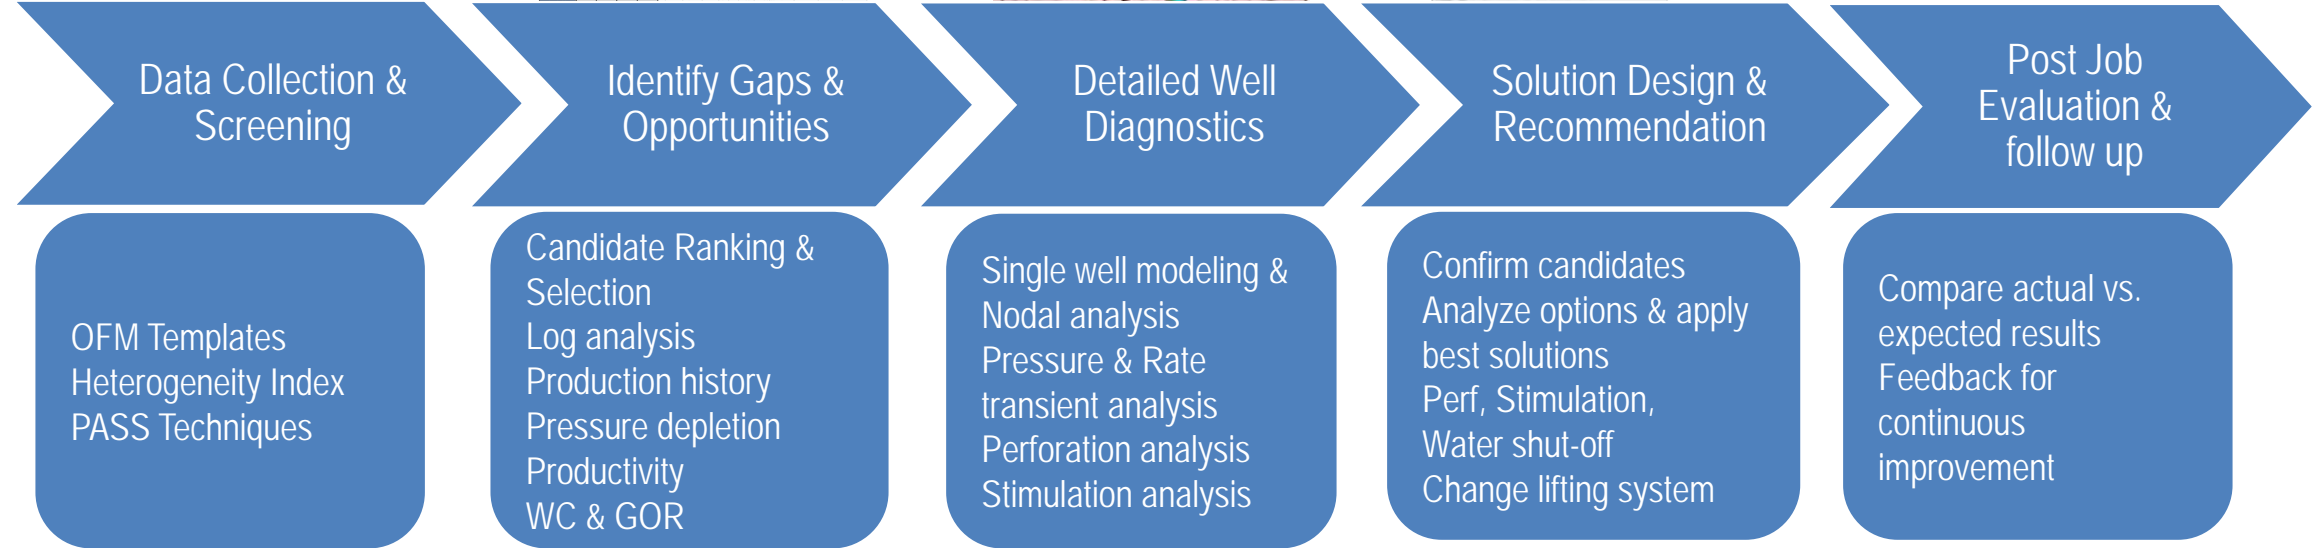 Data Collection &
Screening
Identify Gaps &
Opportunities
Detailed Well
Diagnostics
Solution Design &
Recommendation
Post Job
Evaluation &
follow up
OFM Templates
Heterogeneity Index
PASS Techniques
Candidate Ranking &
Selection
Log analysis
Production history
Pressure depletion
Productivity
WC & GOR
Single well modeling &
Nodal analysis
Pressure & Rate
transient analysis
Perforation analysis
Stimulation analysis
Confirm candidates
Analyze options & apply
best solutions
Perf, Stimulation,
Water shut-off
Change lifting system
Compare actual vs.
expected results
Feedback for
continuous
improvement